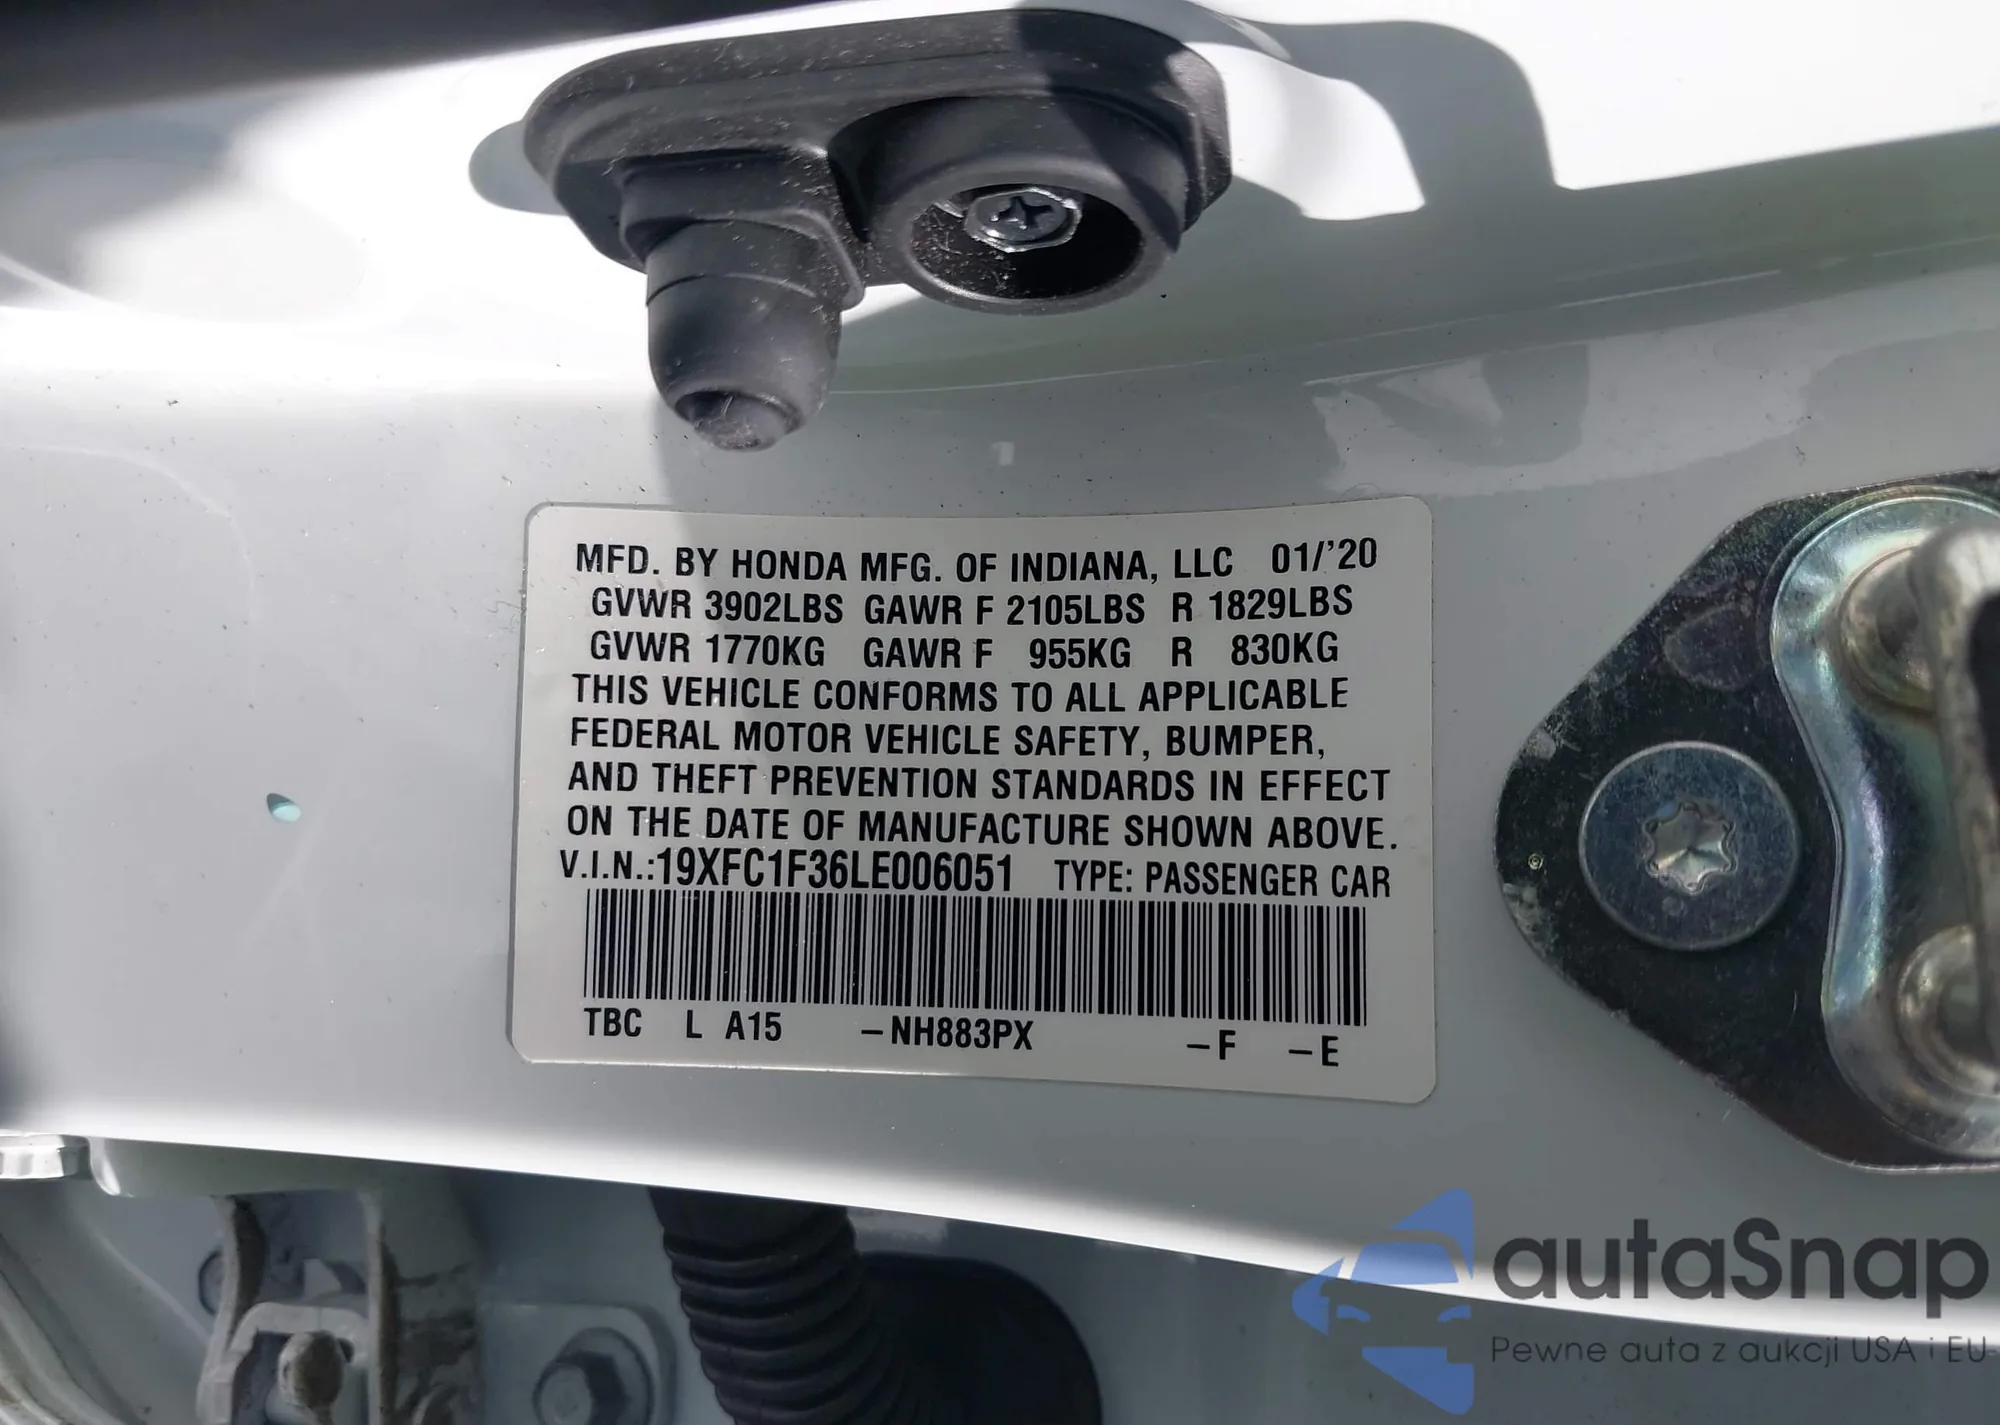 MFD. BY HONDA MFG. OF INDIANA, LLC 01/'20
GVWR 3902LBS GAWR F 2105LBS R 1829LBS
GVWR 1770KG GAWR F 955KG R 830KG
THIS VEHICLE CONFORMS TO ALL APPLICABLE
FEDERAL MOTOR VEHICLE SAFETY, BUMPER,
AND THEFT PREVENTION STANDARDS IN EFFECT
ON THE DATE OF MANUFACTURE SHOWN ABOVE.
V.I.N.:19XFC1F36LE006051 TYPE: PASSENGER CAR
TBC L A15 –NH883PX –F –E
autaSnap
Pewne auta z aukcji USA i EU